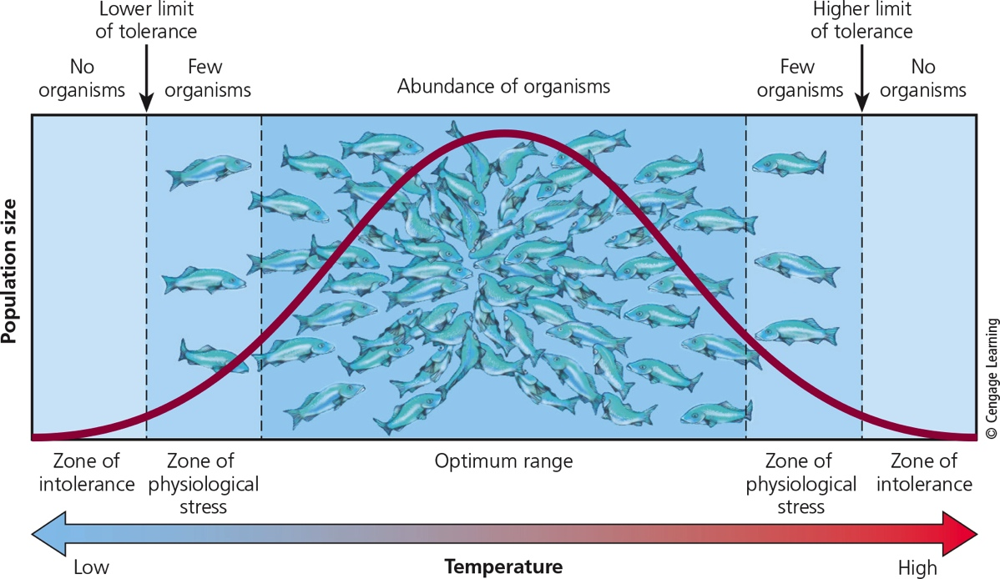 Lower limit
of tolerance
Higher limit
of tolerance
No
organisms
Few
organisms
Abundance of organisms
Few
organisms
No
organisms
Population size
© Cengage Learning
Zone of
intolerance
Zone of
physiological
stress
Optimum range
Zone of
physiological
stress
Zone of
intolerance
Low
Temperature
High